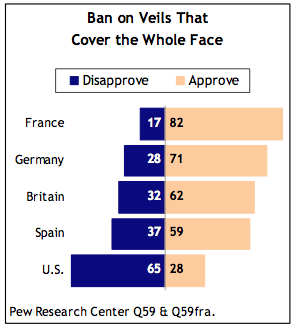 Ban on Veils That
Cover the Whole Face
Disapprove Approve
France 17 82
Germany 28 71
Britain 32 62
Spain 37 59
U.S. 65 28
Pew Research Center Q59 & Q59fra.